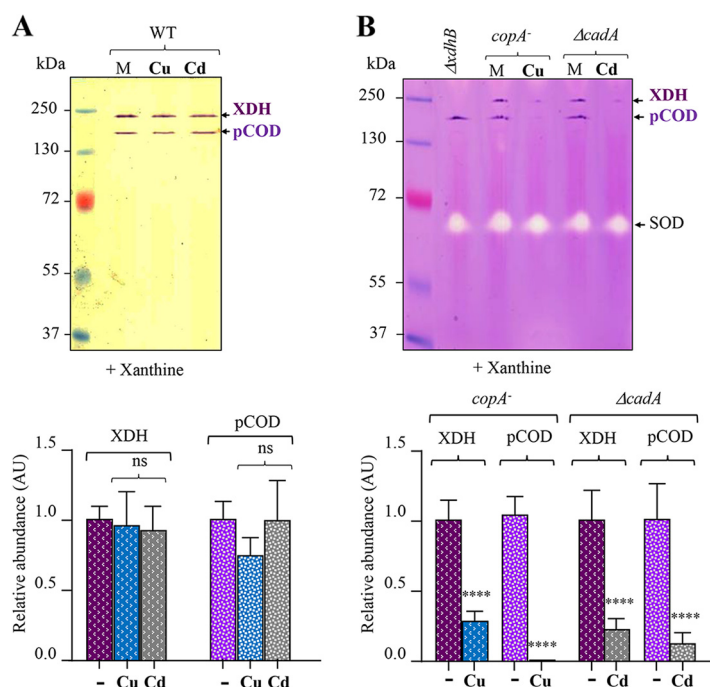 A
WT
kDa
M Cu Cd
250
XDH
pCOD
130
72
55
37
+ Xanthine
B
ΔxdhB
copA-
ΔcadA
kDa
M Cu M Cd
250
XDH
pCOD
130
72
SOD
55
37
+ Xanthine
XDH
pCOD
ns
ns
Relative abundance (AU)
1.5
1.0
0.5
0.0
- Cu Cd
- Cu Cd
copA-
ΔcadA
XDH pCOD XDH pCOD
Relative abundance (AU)
1.5
1.0
0.5
0.0
****
****
****
****
- Cu - Cu - Cd - Cd